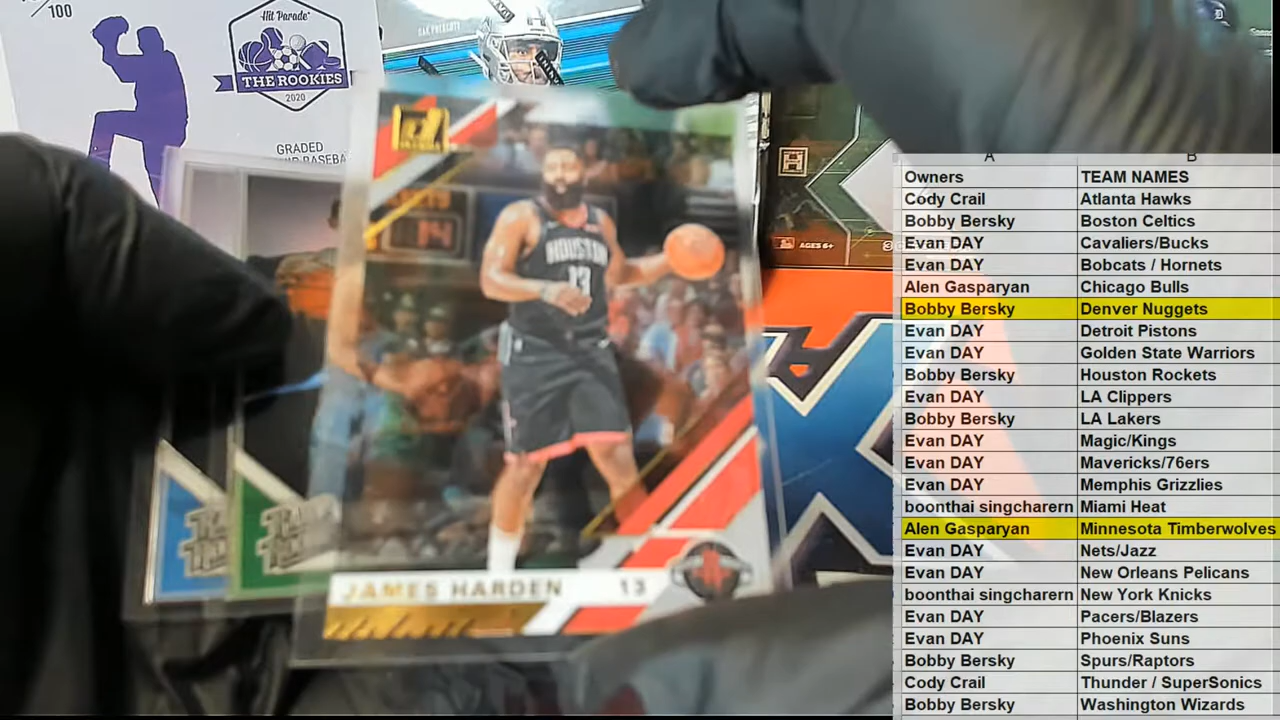 /100
Hit Parade
THE ROOKIES
2020
GRADED
HOUSTON
13
14
JAMES HARDEN 13
AGES 6+
A B
Owners TEAM NAMES
Cody Crail Atlanta Hawks
Bobby Bersky Boston Celtics
Evan DAY Cavaliers/Bucks
Evan DAY Bobcats / Hornets
Alen Gasparyan Chicago Bulls
Bobby Bersky Denver Nuggets
Evan DAY Detroit Pistons
Evan DAY Golden State Warriors
Bobby Bersky Houston Rockets
Evan DAY LA Clippers
Bobby Bersky LA Lakers
Evan DAY Magic/Kings
Evan DAY Mavericks/76ers
Evan DAY Memphis Grizzlies
boonthai singcharern Miami Heat
Alen Gasparyan Minnesota Timberwolves
Evan DAY Nets/Jazz
Evan DAY New Orleans Pelicans
boonthai singcharern New York Knicks
Evan DAY Pacers/Blazers
Evan DAY Phoenix Suns
Bobby Bersky Spurs/Raptors
Cody Crail Thunder / SuperSonics
Bobby Bersky Washington Wizards